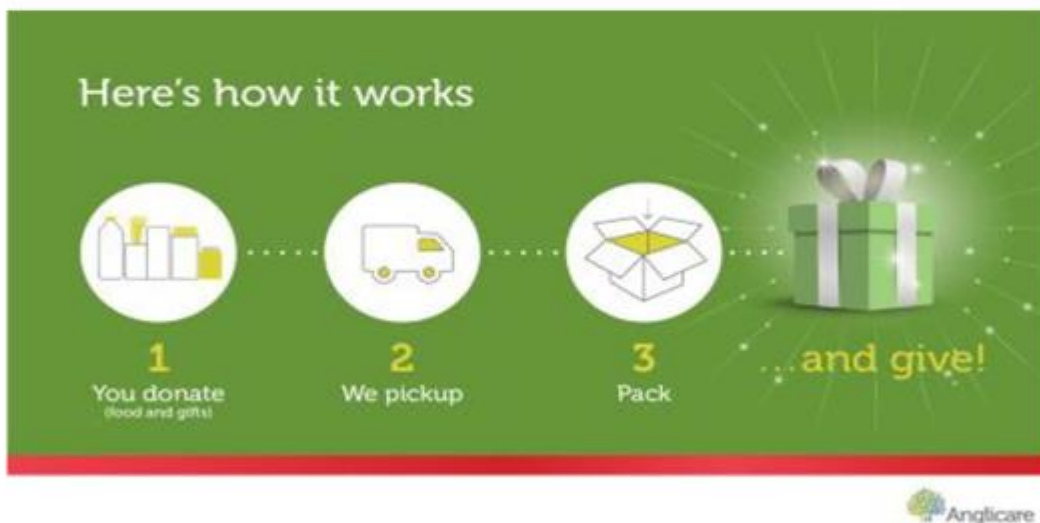 Here's how it works
1
You donate
(food and gifts)
2
We pickup
3
Pack
...and give!
Anglicare